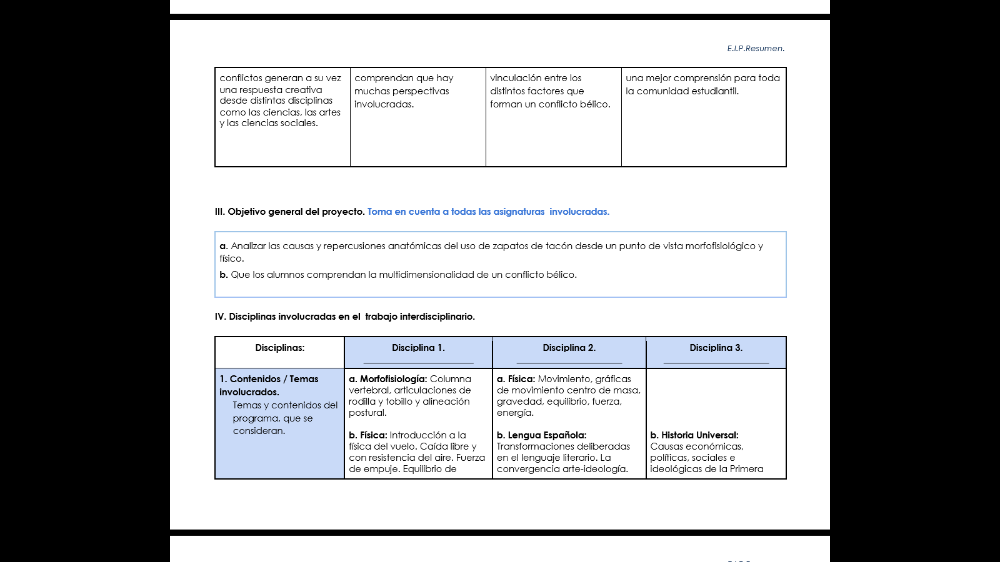 E.I.P.Resumen.
conflictos generan a su vez
una respuesta creativa
desde distintas disciplinas
como las ciencias, las artes
y las ciencias sociales.
comprendan que hay
muchas perspectivas
involucradas.
vinculación entre los
distintos factores que
forman un conflicto bélico.
una mejor comprensión para toda
la comunidad estudiantil.
III. Objetivo general del proyecto. Toma en cuenta a todas las asignaturas  involucradas.
a. Analizar las causas y repercusiones anatómicas del uso de zapatos de tacón desde un punto de vista morfofisiológico y
físico.
b. Que los alumnos comprendan la multidimensionalidad de un conflicto bélico.
IV. Disciplinas involucradas en el  trabajo interdisciplinario.
Disciplinas:
Disciplina 1.
Disciplina 2.
Disciplina 3.
1. Contenidos / Temas
involucrados.
Temas y contenidos del
programa, que se
consideran.
a. Morfofisiología: Columna
vertebral, articulaciones de
rodilla y tobillo y alineación
postural.
b. Física: Introducción a la
física del vuelo. Caída libre y
con resistencia del aire. Fuerza
de empuje. Equilibrio de
a. Física: Movimiento, gráficas
de movimiento centro de masa,
gravedad, equilibrio, fuerza,
energía.
b. Lengua Española:
Transformaciones deliberadas
en el lenguaje literario. La
convergencia arte-ideología.
b. Historia Universal:
Causas económicas,
políticas, sociales e
ideológicas de la Primera